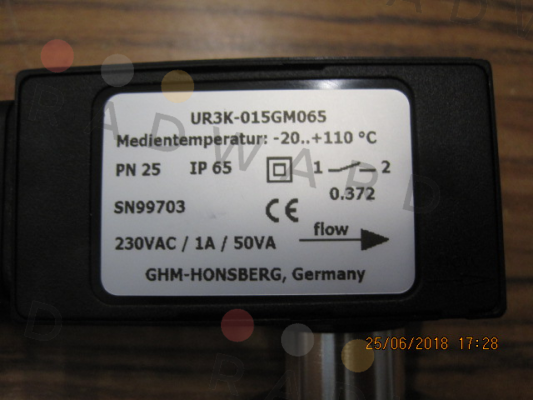 UR3K-015GM065
Medientemperatur: -20..+110 °C
PN 25 IP 65 1 2
0.372
SN99703 CE
flow
230VAC / 1A / 50VA
GHM-HONSBERG, Germany
25/06/2018 17:28